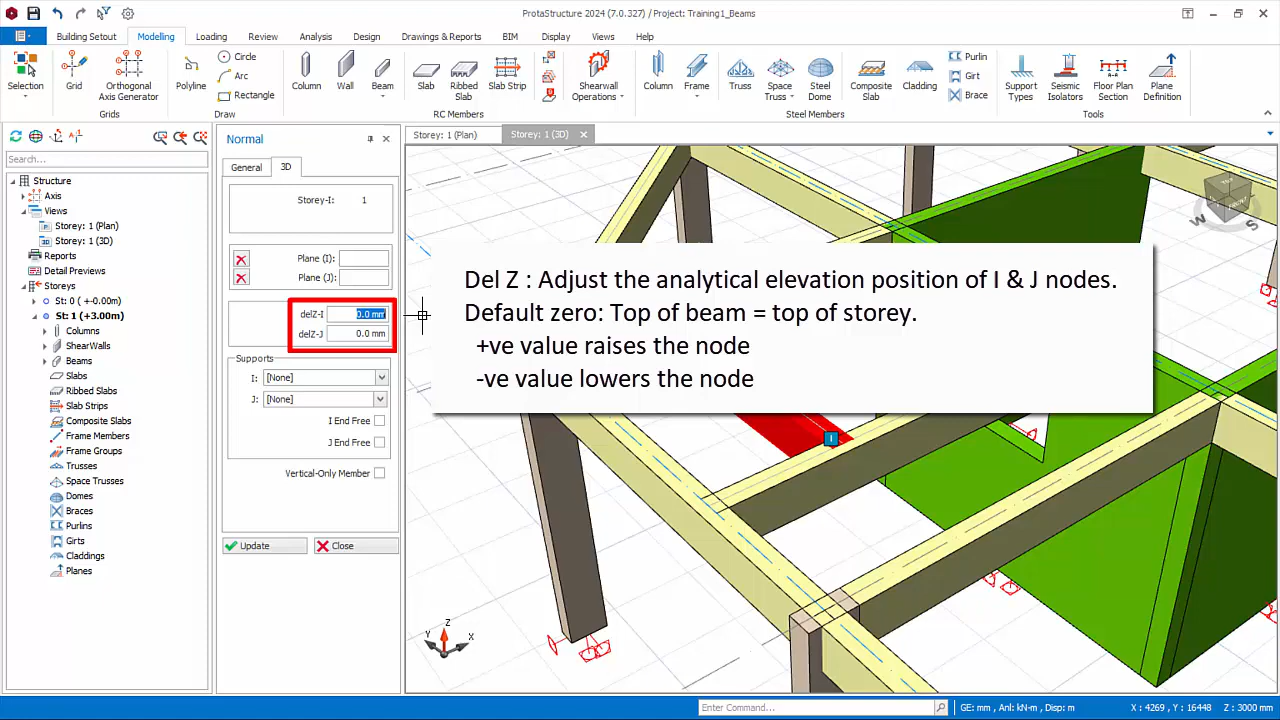 ProtaStructure 2024 (7.0.327) / Project: Training1_Beams
Building Setout
Modelling
Loading
Review
Analysis
Design
Drawings & Reports
BIM
Display
Views
Help
Selection
Grid
Orthogonal
Axis Generator
Grids
Polyline
Circle
Arc
Rectangle
Draw
Column
Wall
Beam
Slab
Ribbed
Slab
Slab Strip
RC Members
Shearwall
Operations
Column
Frame
Truss
Space
Truss
Steel
Dome
Composite
Slab
Cladding
Purlin
Girt
Brace
Steel Members
Support
Types
Seismic
Isolators
Floor Plan
Section
Plane
Definition
Tools
Search...
Structure
Axis
Views
Storey: 1 (Plan)
Storey: 1 (3D)
Reports
Detail Previews
Storeys
St: 0 ( +-0.00m)
St: 1 (+3.00m)
Columns
ShearWalls
Beams
Slabs
Ribbed Slabs
Slab Strips
Composite Slabs
Frame Members
Frame Groups
Trusses
Space Trusses
Domes
Braces
Purlins
Girts
Claddings
Planes
Normal
General
3D
Storey-I: 1
Plane (I):
Plane (J):
delZ-I 0.0 mm
delZ-J 0.0 mm
Supports
I: [None]
J: [None]
I End Free
J End Free
Vertical-Only Member
Update
Close
Storey: 1 (Plan)
Storey: 1 (3D)
Del Z : Adjust the analytical elevation position of I & J nodes.
Default zero: Top of beam = top of storey.
+ve value raises the node
-ve value lowers the node
I
W
S
Z
Y
X
Enter Command...
GE: mm , Anl: kN-m , Disp: m
X : 4269 , Y : 16448
Z : 3000 mm